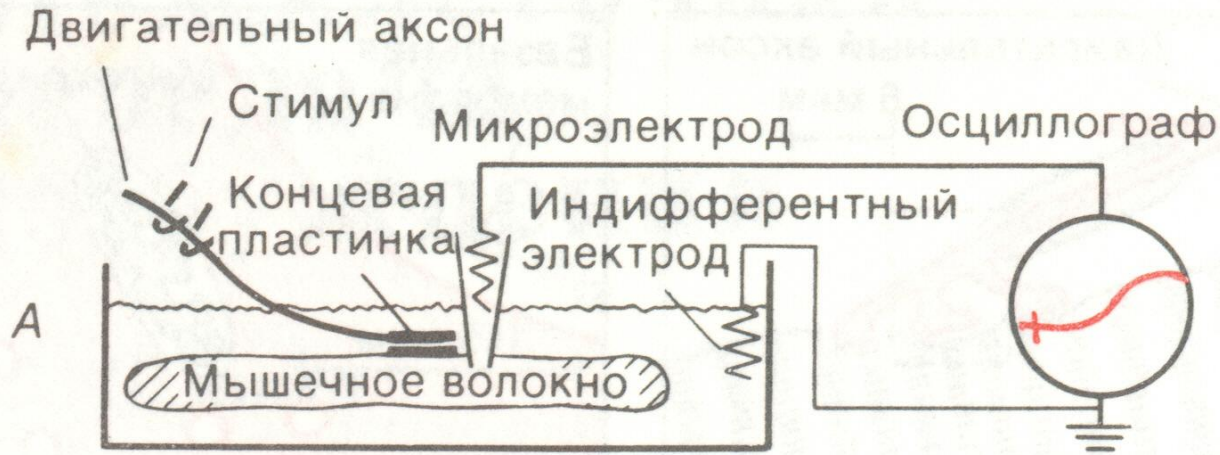 Двигательный аксон
Стимул
Микроэлектрод
Осциллограф
Концевая
пластинка
Индифферентный
электрод
А
Мышечное волокно